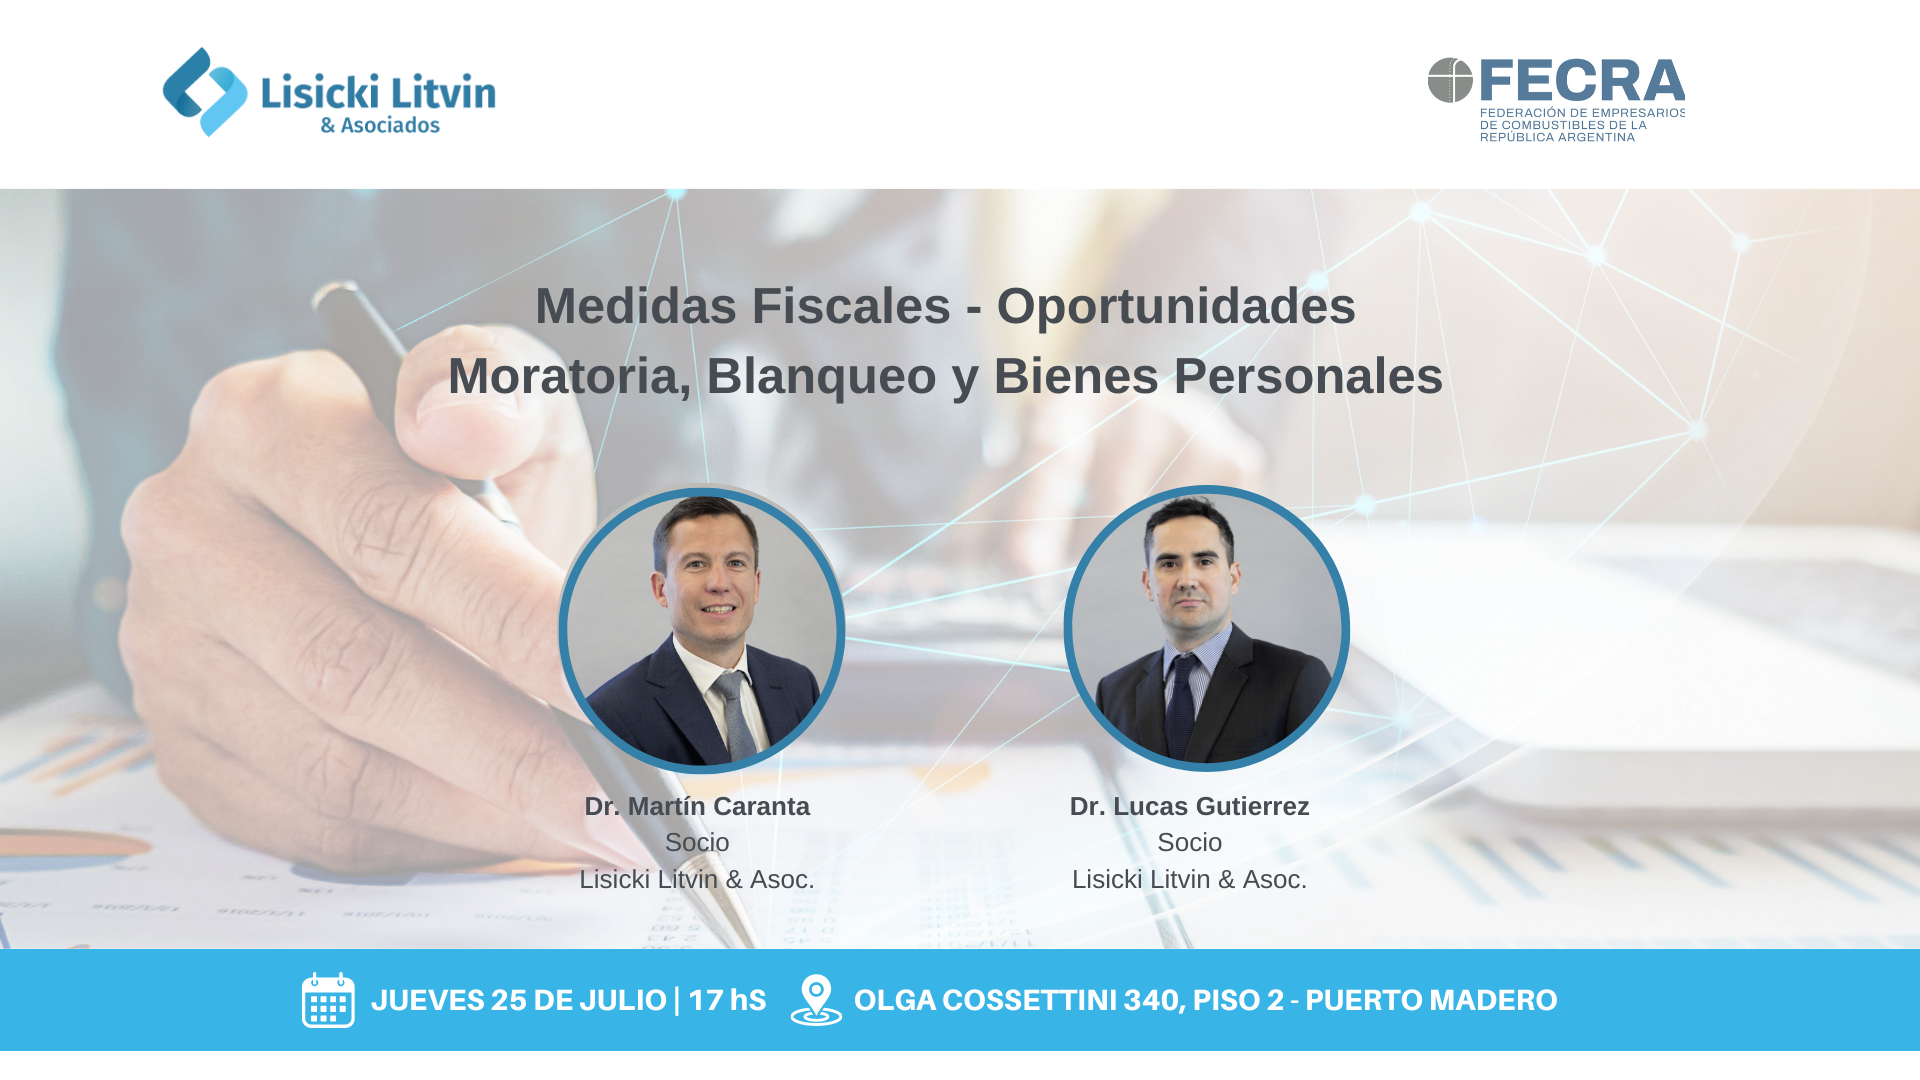 Lisicki Litvin
& Asociados
FECRA
FEDERACIÓN DE EMPRESARIOS
DE COMBUSTIBLES DE LA
REPÚBLICA ARGENTINA
Medidas Fiscales - Oportunidades
Moratoria, Blanqueo y Bienes Personales
Dr. Martín Caranta
Socio
Lisicki Litvin & Asoc.
Dr. Lucas Gutierrez
Socio
Lisicki Litvin & Asoc.
JUEVES 25 DE JULIO | 17 hS
OLGA COSSETTINI 340, PISO 2 - PUERTO MADERO